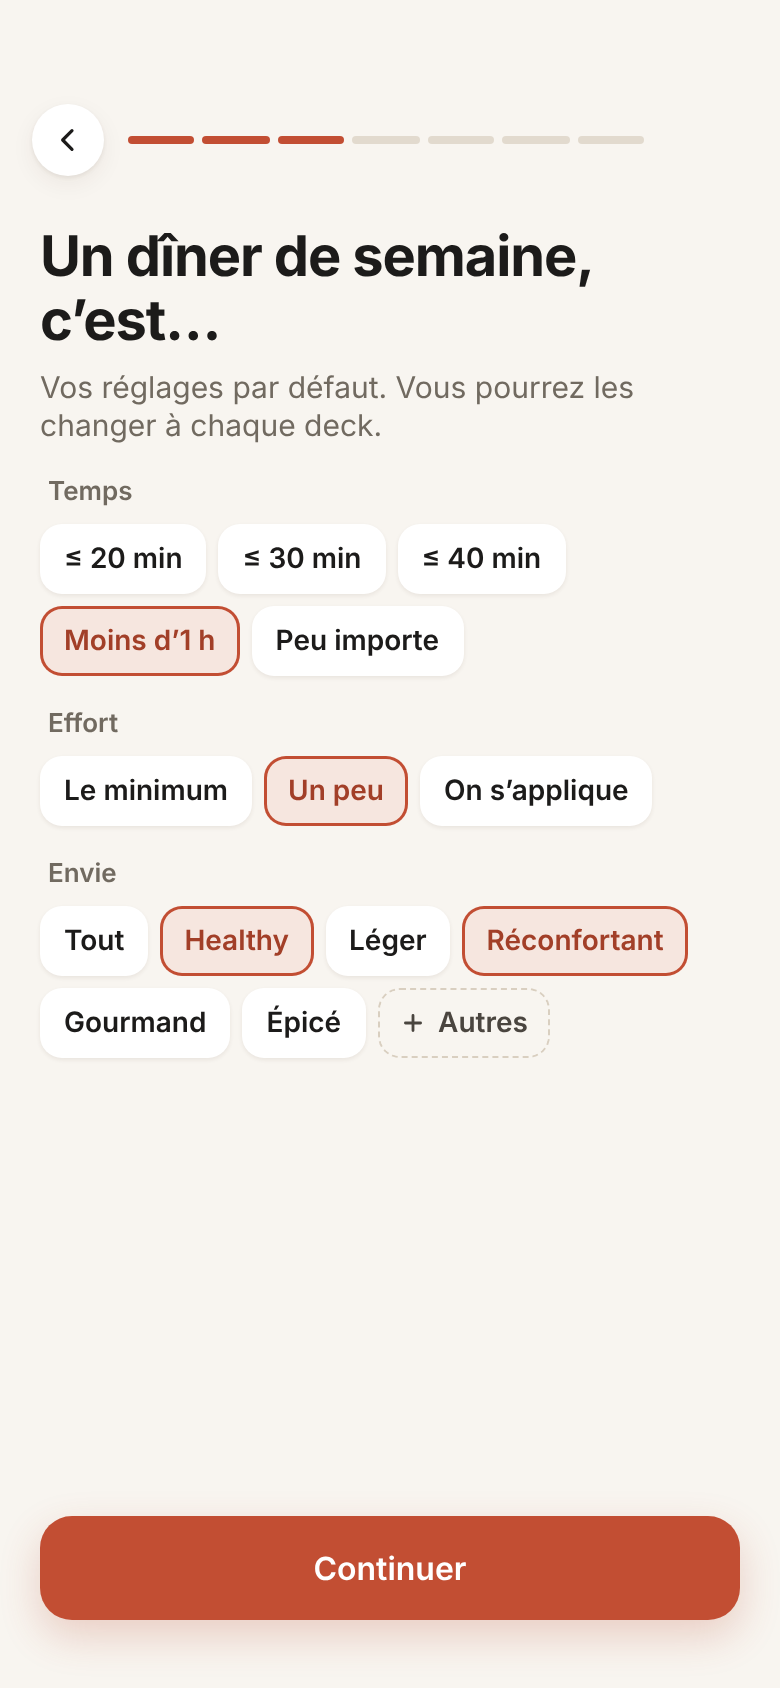 Un dîner de semaine,
c’est…
Vos réglages par défaut. Vous pourrez les
changer à chaque deck.
Temps
≤ 20 min ≤ 30 min ≤ 40 min
Moins d’1 h Peu importe
Effort
Le minimum Un peu On s’applique
Envie
Tout Healthy Léger Réconfortant
Gourmand Épicé + Autres
Continuer